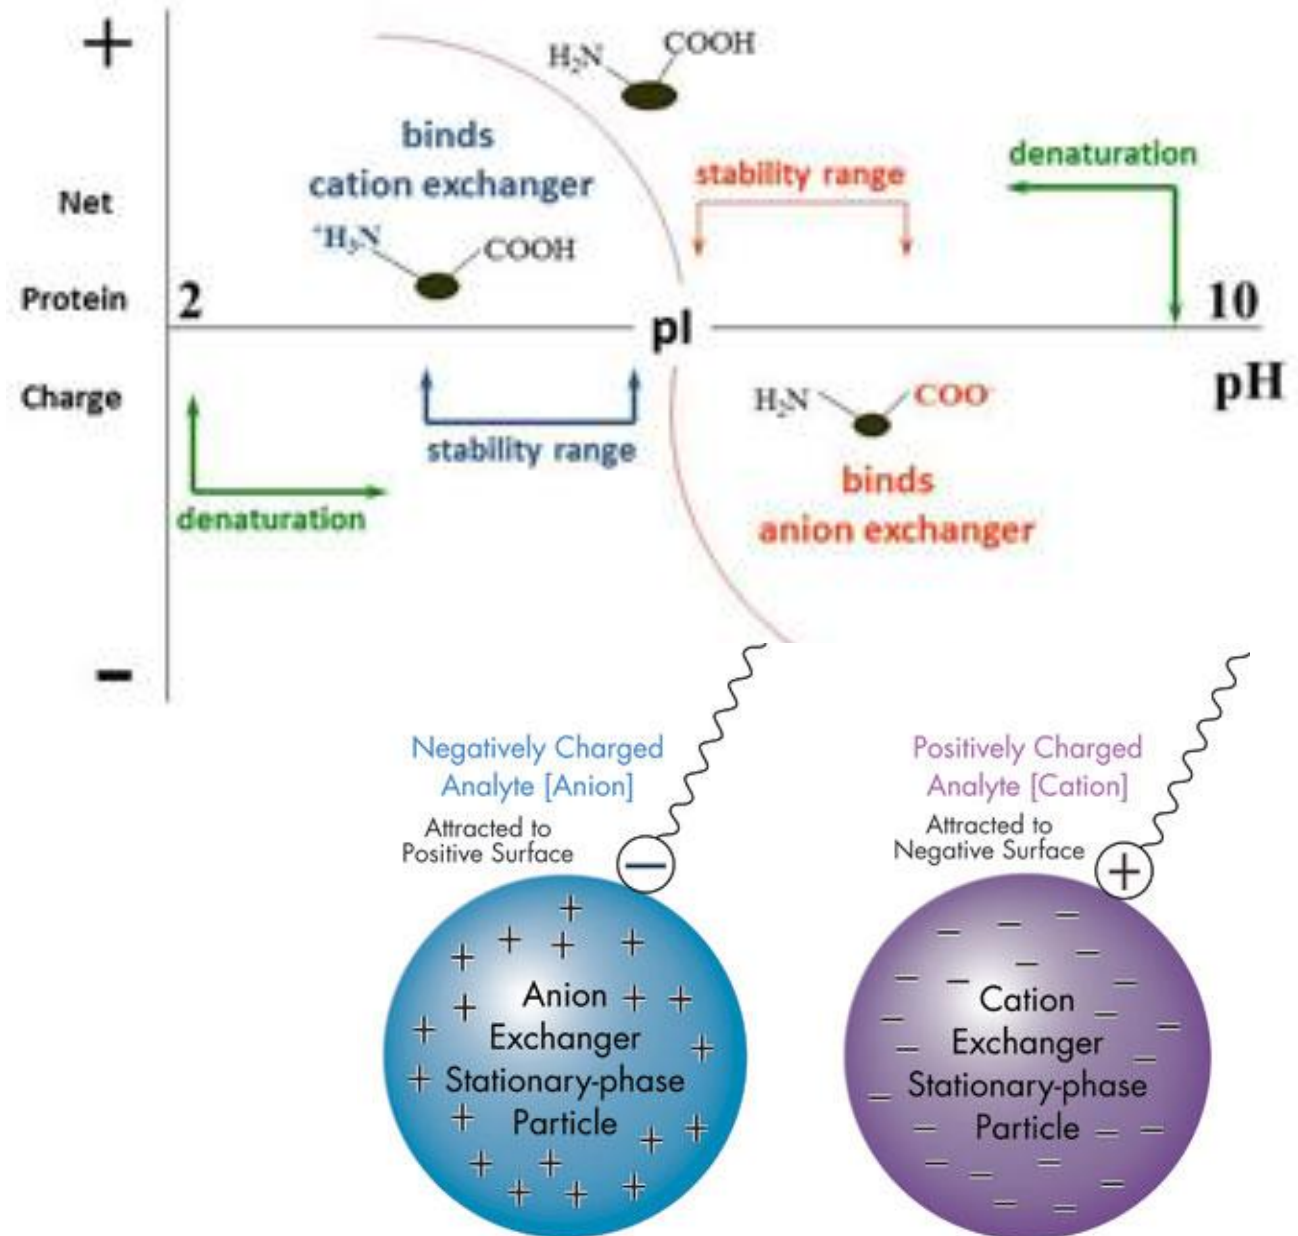 +
H₂N COOH
binds
cation exchanger
stability range
denaturation
Net
⁺H₃N COOH
Protein
2
10
pI
pH
Charge
H₂N COO⁻
stability range
binds
anion exchanger
denaturation
-
Negatively Charged
Analyte [Anion]
Attracted to
Positive Surface
−
Anion
Exchanger
Stationary-phase
Particle
Positively Charged
Analyte [Cation]
Attracted to
Negative Surface
+
Cation
Exchanger
Stationary-phase
Particle